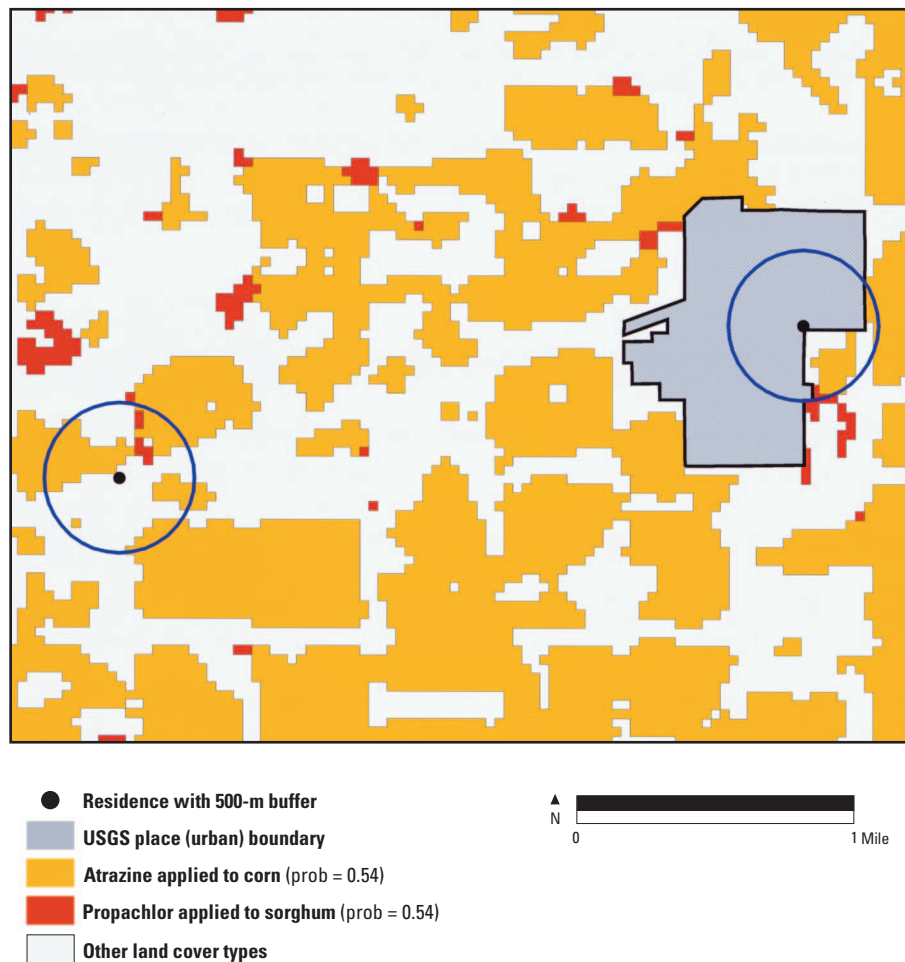 Residence with 500-m buffer
USGS place (urban) boundary
Atrazine applied to corn (prob = 0.54)
Propachlor applied to sorghum (prob = 0.54)
Other land cover types
N
0
1 Mile